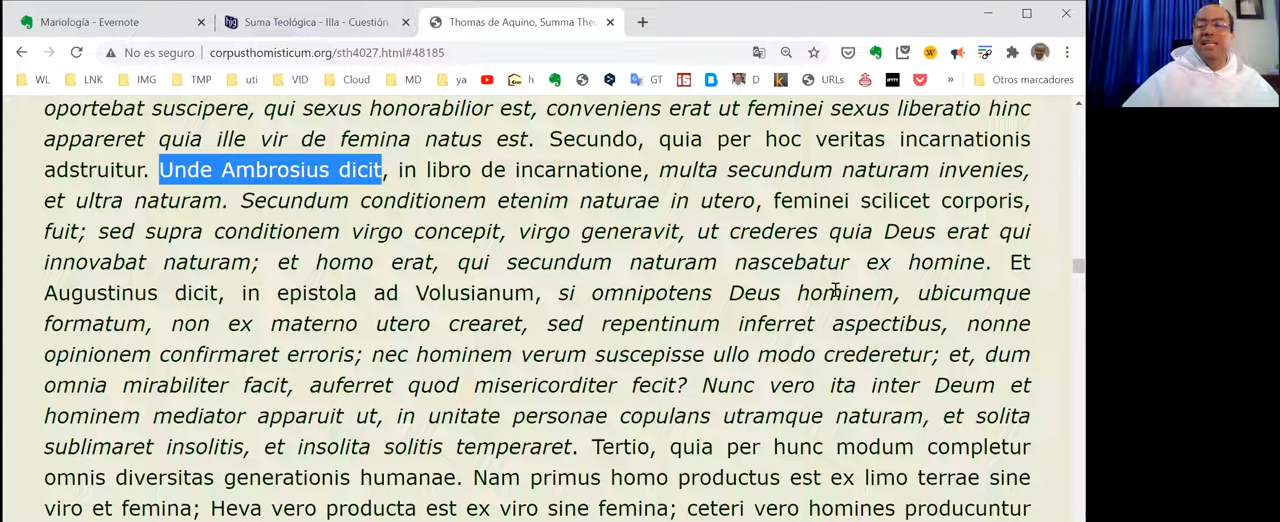 Mariología - Evernote
Suma Teológica - IIIa - Cuestión
Thomas de Aquino, Summa Theo
No es seguro | corpusthomisticum.org/sth4027.html#48185
WL LNK IMG TMP uti VID Cloud MD ya h GT D URLs » Otros marcadores
oportebat suscipere, qui sexus honorabilior est, conveniens erat ut feminei sexus liberatio hinc
appareret quia ille vir de femina natus est. Secundo, quia per hoc veritas incarnationis
adstruitur. Unde Ambrosius dicit, in libro de incarnatione, multa secundum naturam invenies,
et ultra naturam. Secundum conditionem etenim naturae in utero, feminei scilicet corporis,
fuit; sed supra conditionem virgo concepit, virgo generavit, ut crederes quia Deus erat qui
innovabat naturam; et homo erat, qui secundum naturam nascebatur ex homine. Et
Augustinus dicit, in epistola ad Volusianum, si omnipotens Deus hominem, ubicumque
formatum, non ex materno utero crearet, sed repentinum inferret aspectibus, nonne
opinionem confirmaret erroris; nec hominem verum suscepisse ullo modo crederetur; et, dum
omnia mirabiliter facit, auferret quod misericorditer fecit? Nunc vero ita inter Deum et
hominem mediator apparuit ut, in unitate personae copulans utramque naturam, et solita
sublimaret insolitis, et insolita solitis temperaret. Tertio, quia per hunc modum completur
omnis diversitas generationis humanae. Nam primus homo productus est ex limo terrae sine
viro et femina; Heva vero producta est ex viro sine femina; ceteri vero homines producuntur